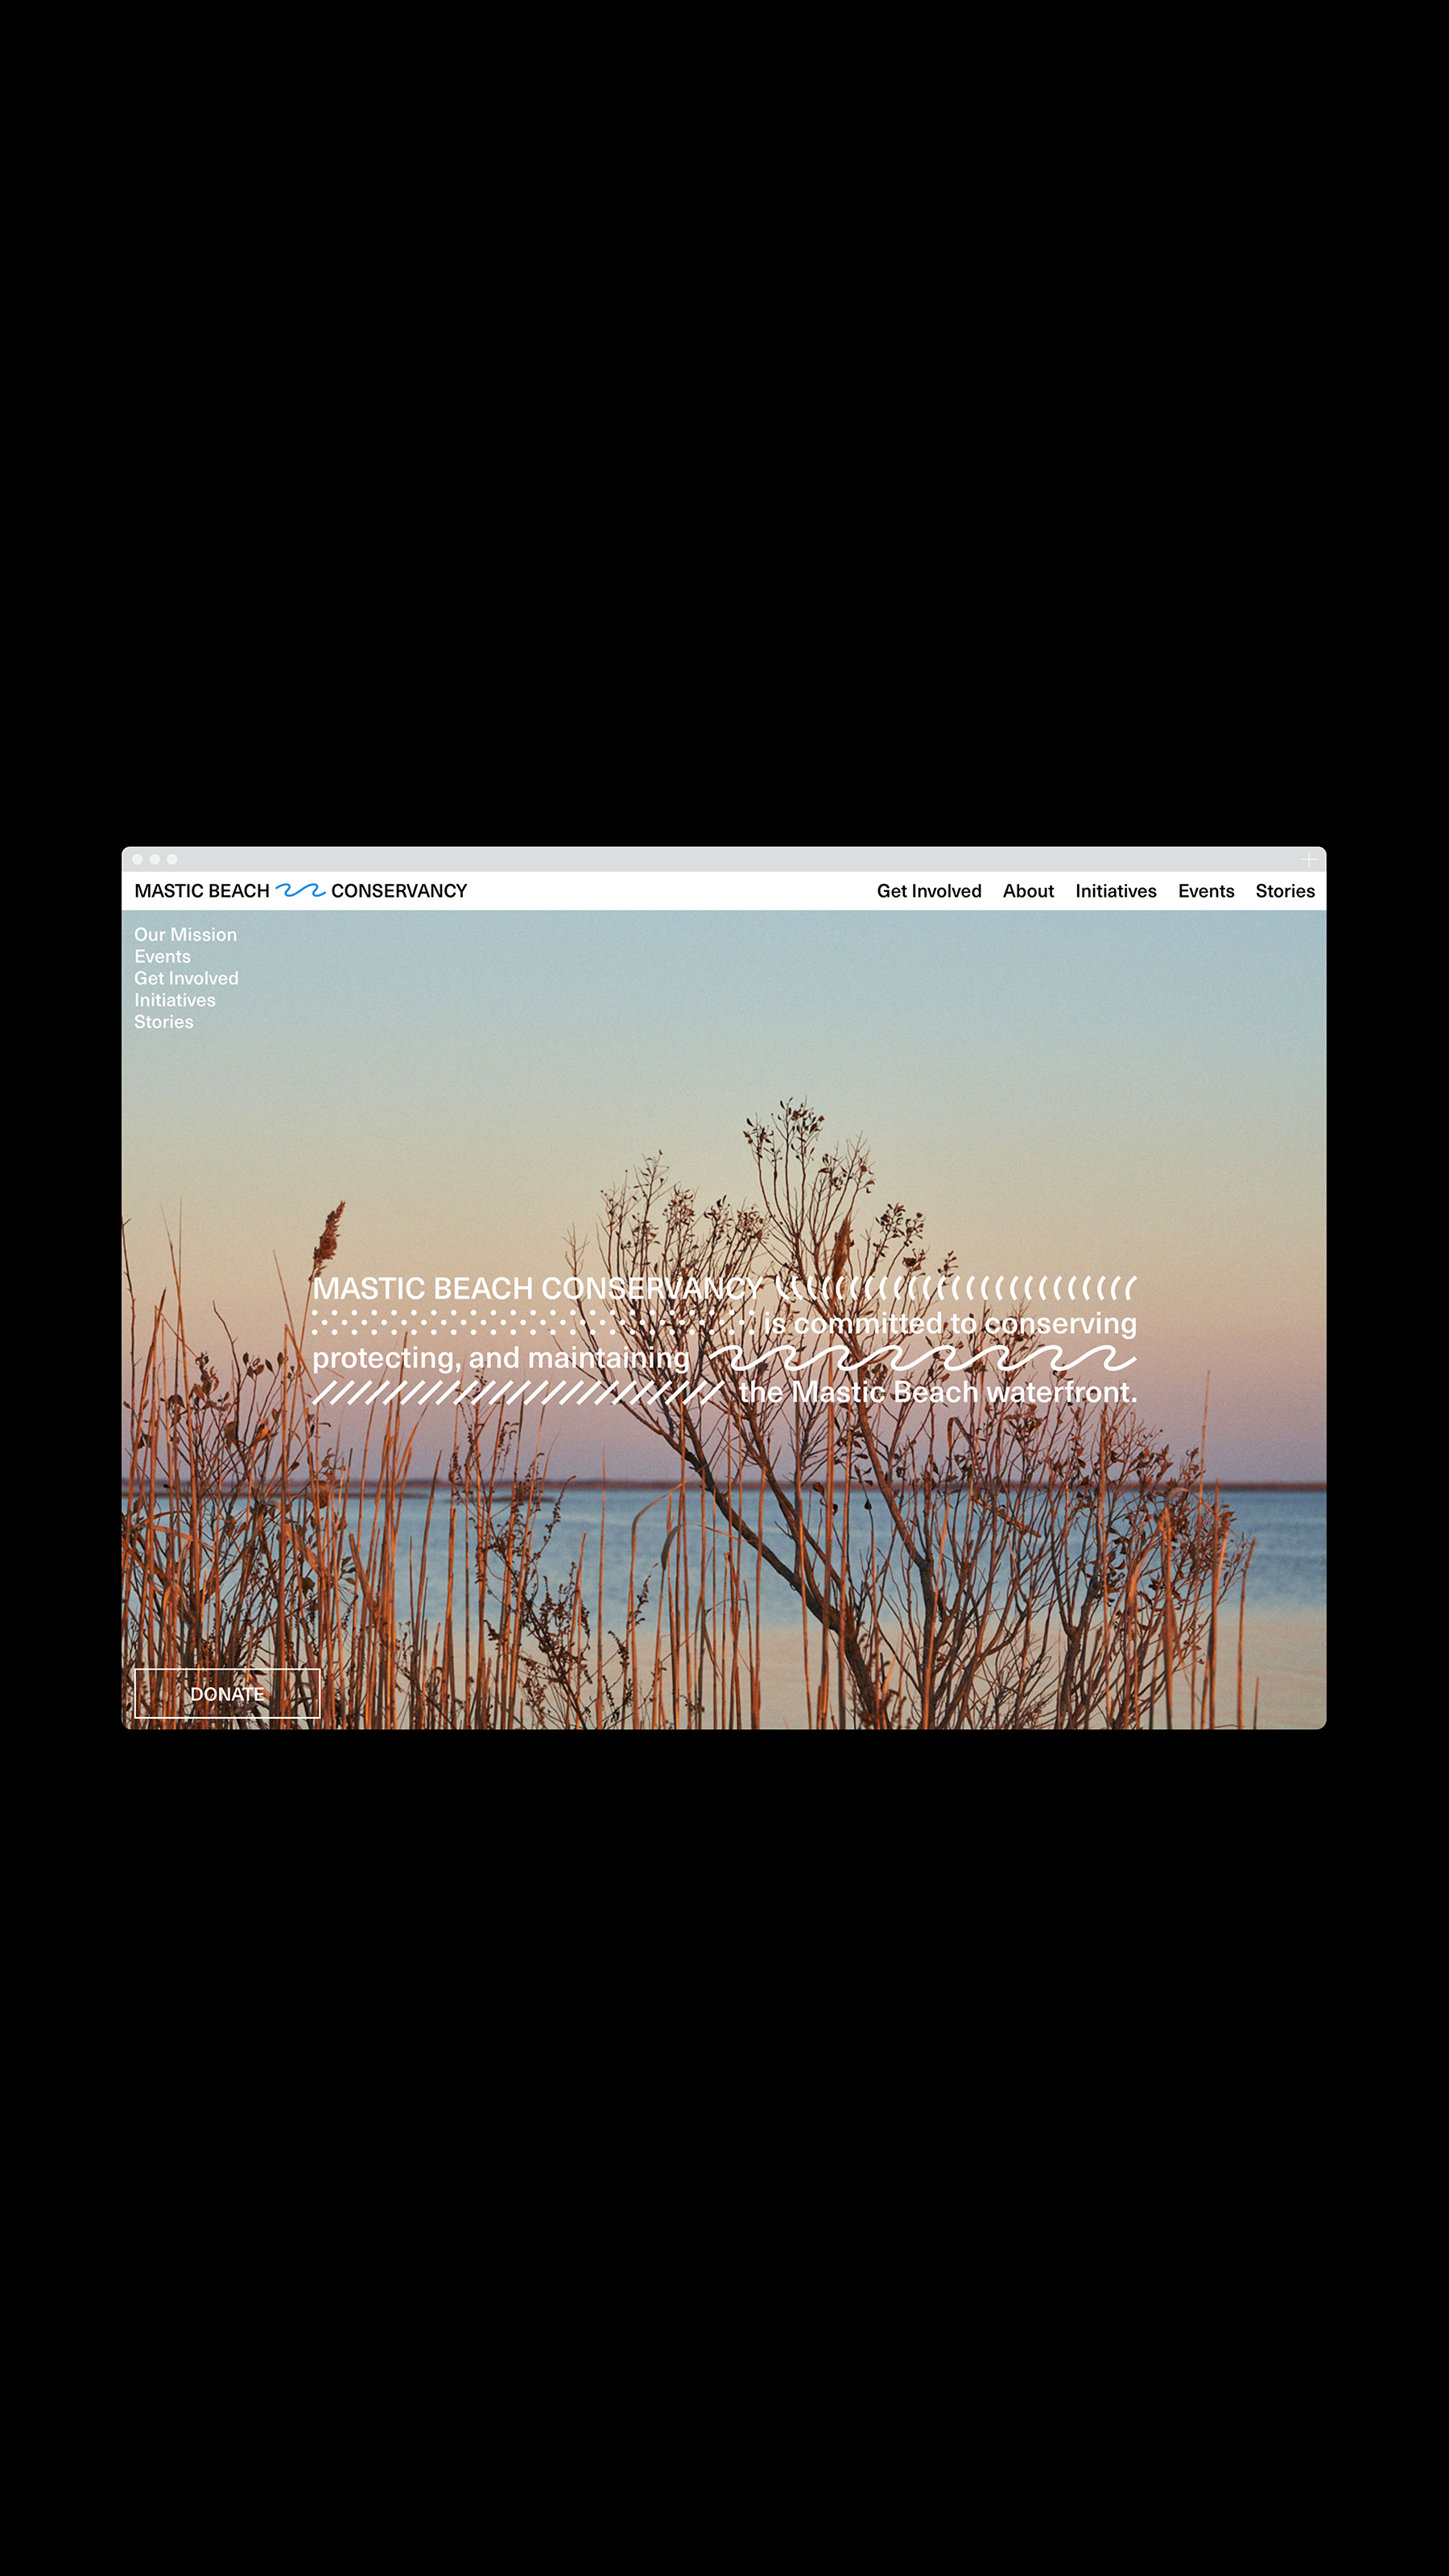 MASTIC BEACH CONSERVANCY
Get Involved About Initiatives Events Stories
Our Mission
Events
Get Involved
Initiatives
Stories
MASTIC BEACH CONSERVANCY
is committed to conserving
protecting, and maintaining
the Mastic Beach waterfront.
DONATE